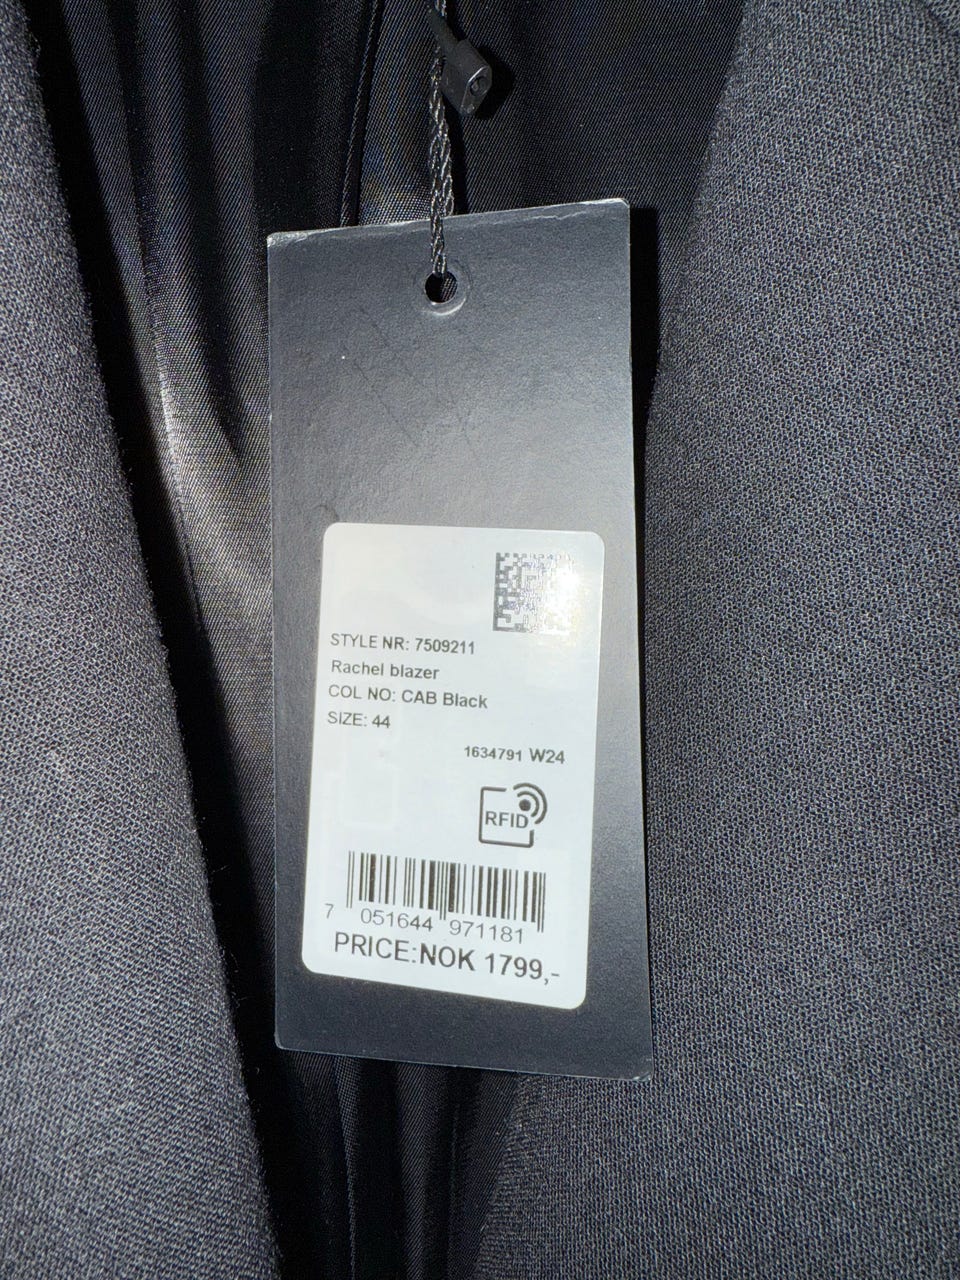 STYLE NR: 7509211
Rachel blazer
COL NO: CAB Black
SIZE: 44
1634791 W24
RFID
7 051644 971181
PRICE:NOK 1799,-